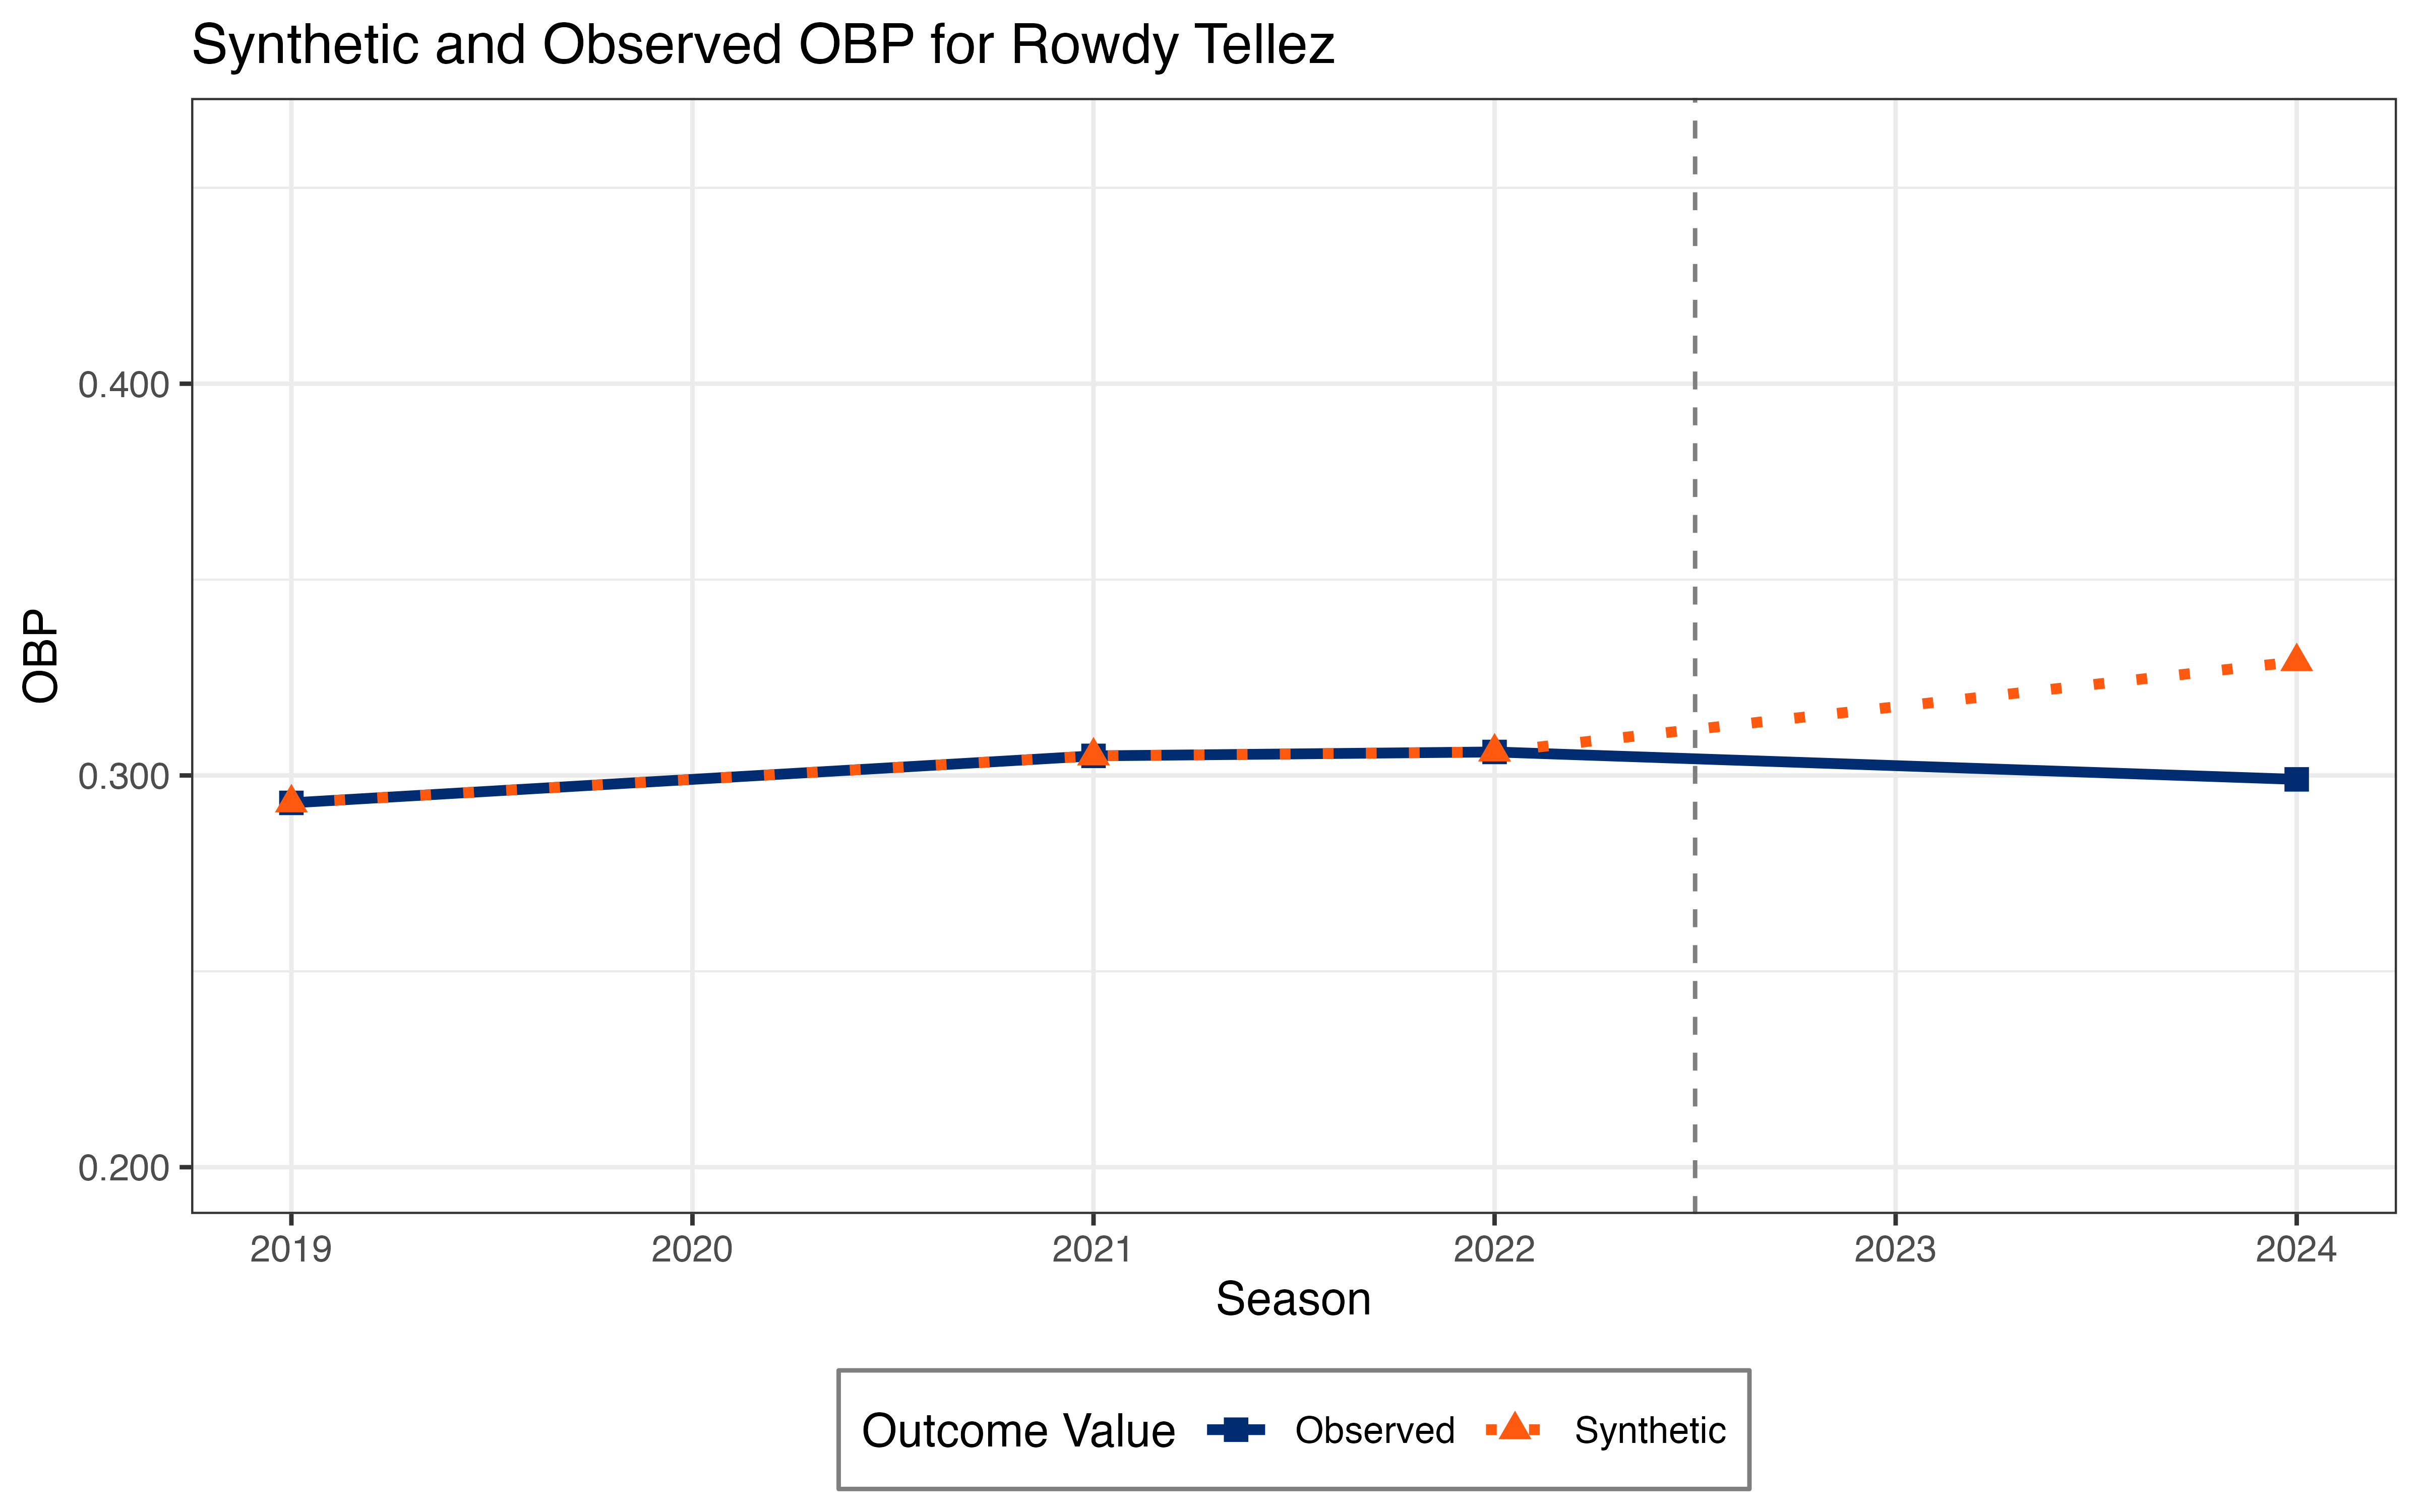 Synthetic and Observed OBP for Rowdy Tellez
OBP
0.400
0.300
0.200
2019 2020 2021 2022 2023 2024
Season
Outcome Value Observed Synthetic